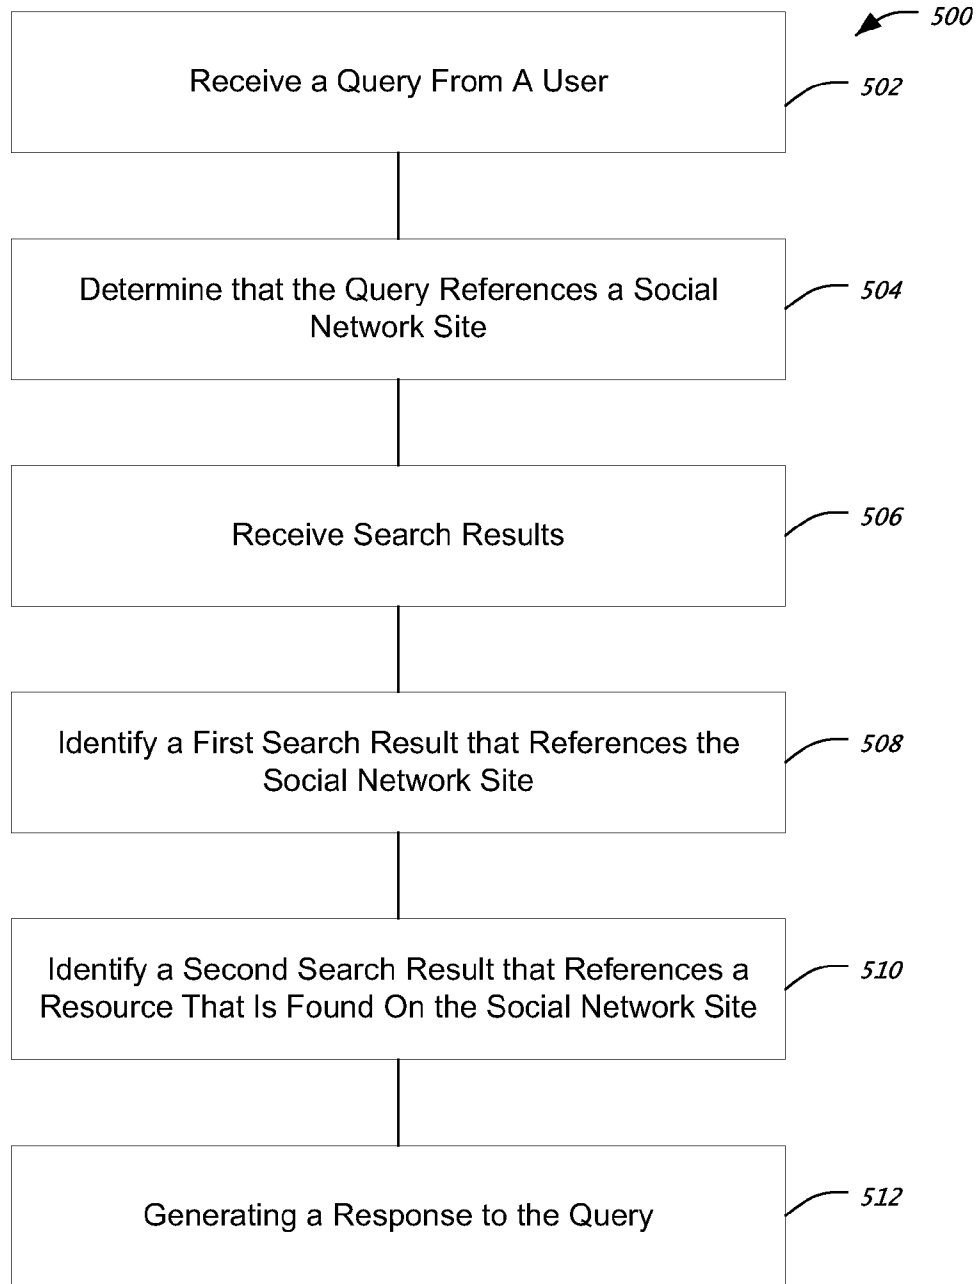 500
Receive a Query From A User
502
Determine that the Query References a Social
Network Site
504
Receive Search Results
506
Identify a First Search Result that References the
Social Network Site
508
Identify a Second Search Result that References a
Resource That Is Found On the Social Network Site
510
Generating a Response to the Query
512